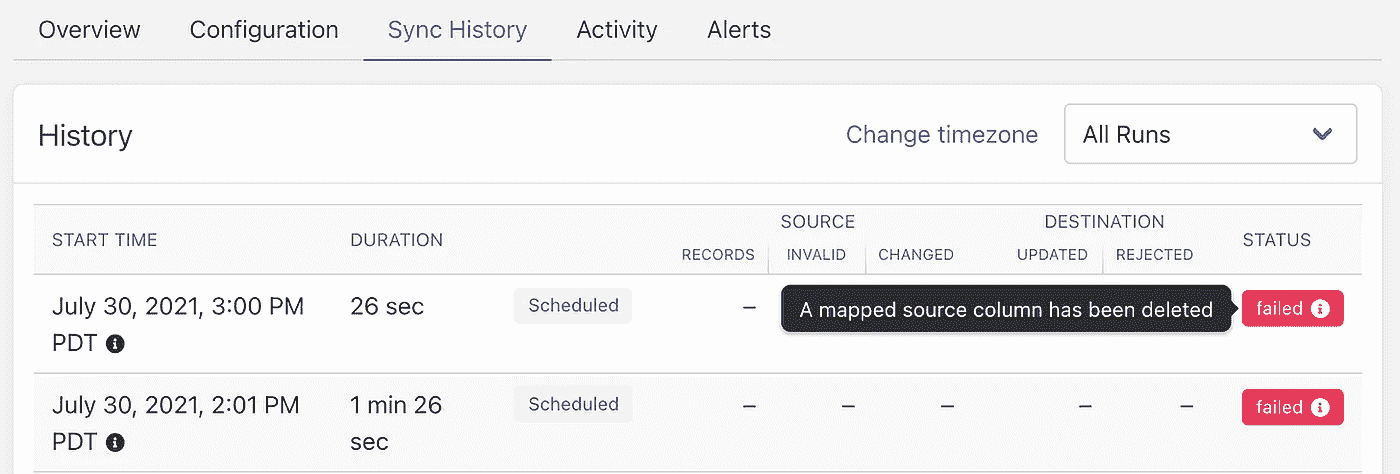 Overview Configuration Sync History Activity Alerts
History Change timezone All Runs
SOURCE DESTINATION
START TIME DURATION STATUS
RECORDS INVALID CHANGED UPDATED REJECTED
July 30, 2021, 3:00 PM 26 sec Scheduled – A mapped source column has been deleted failed
PDT
July 30, 2021, 2:01 PM 1 min 26 Scheduled – – – – – failed
PDT sec